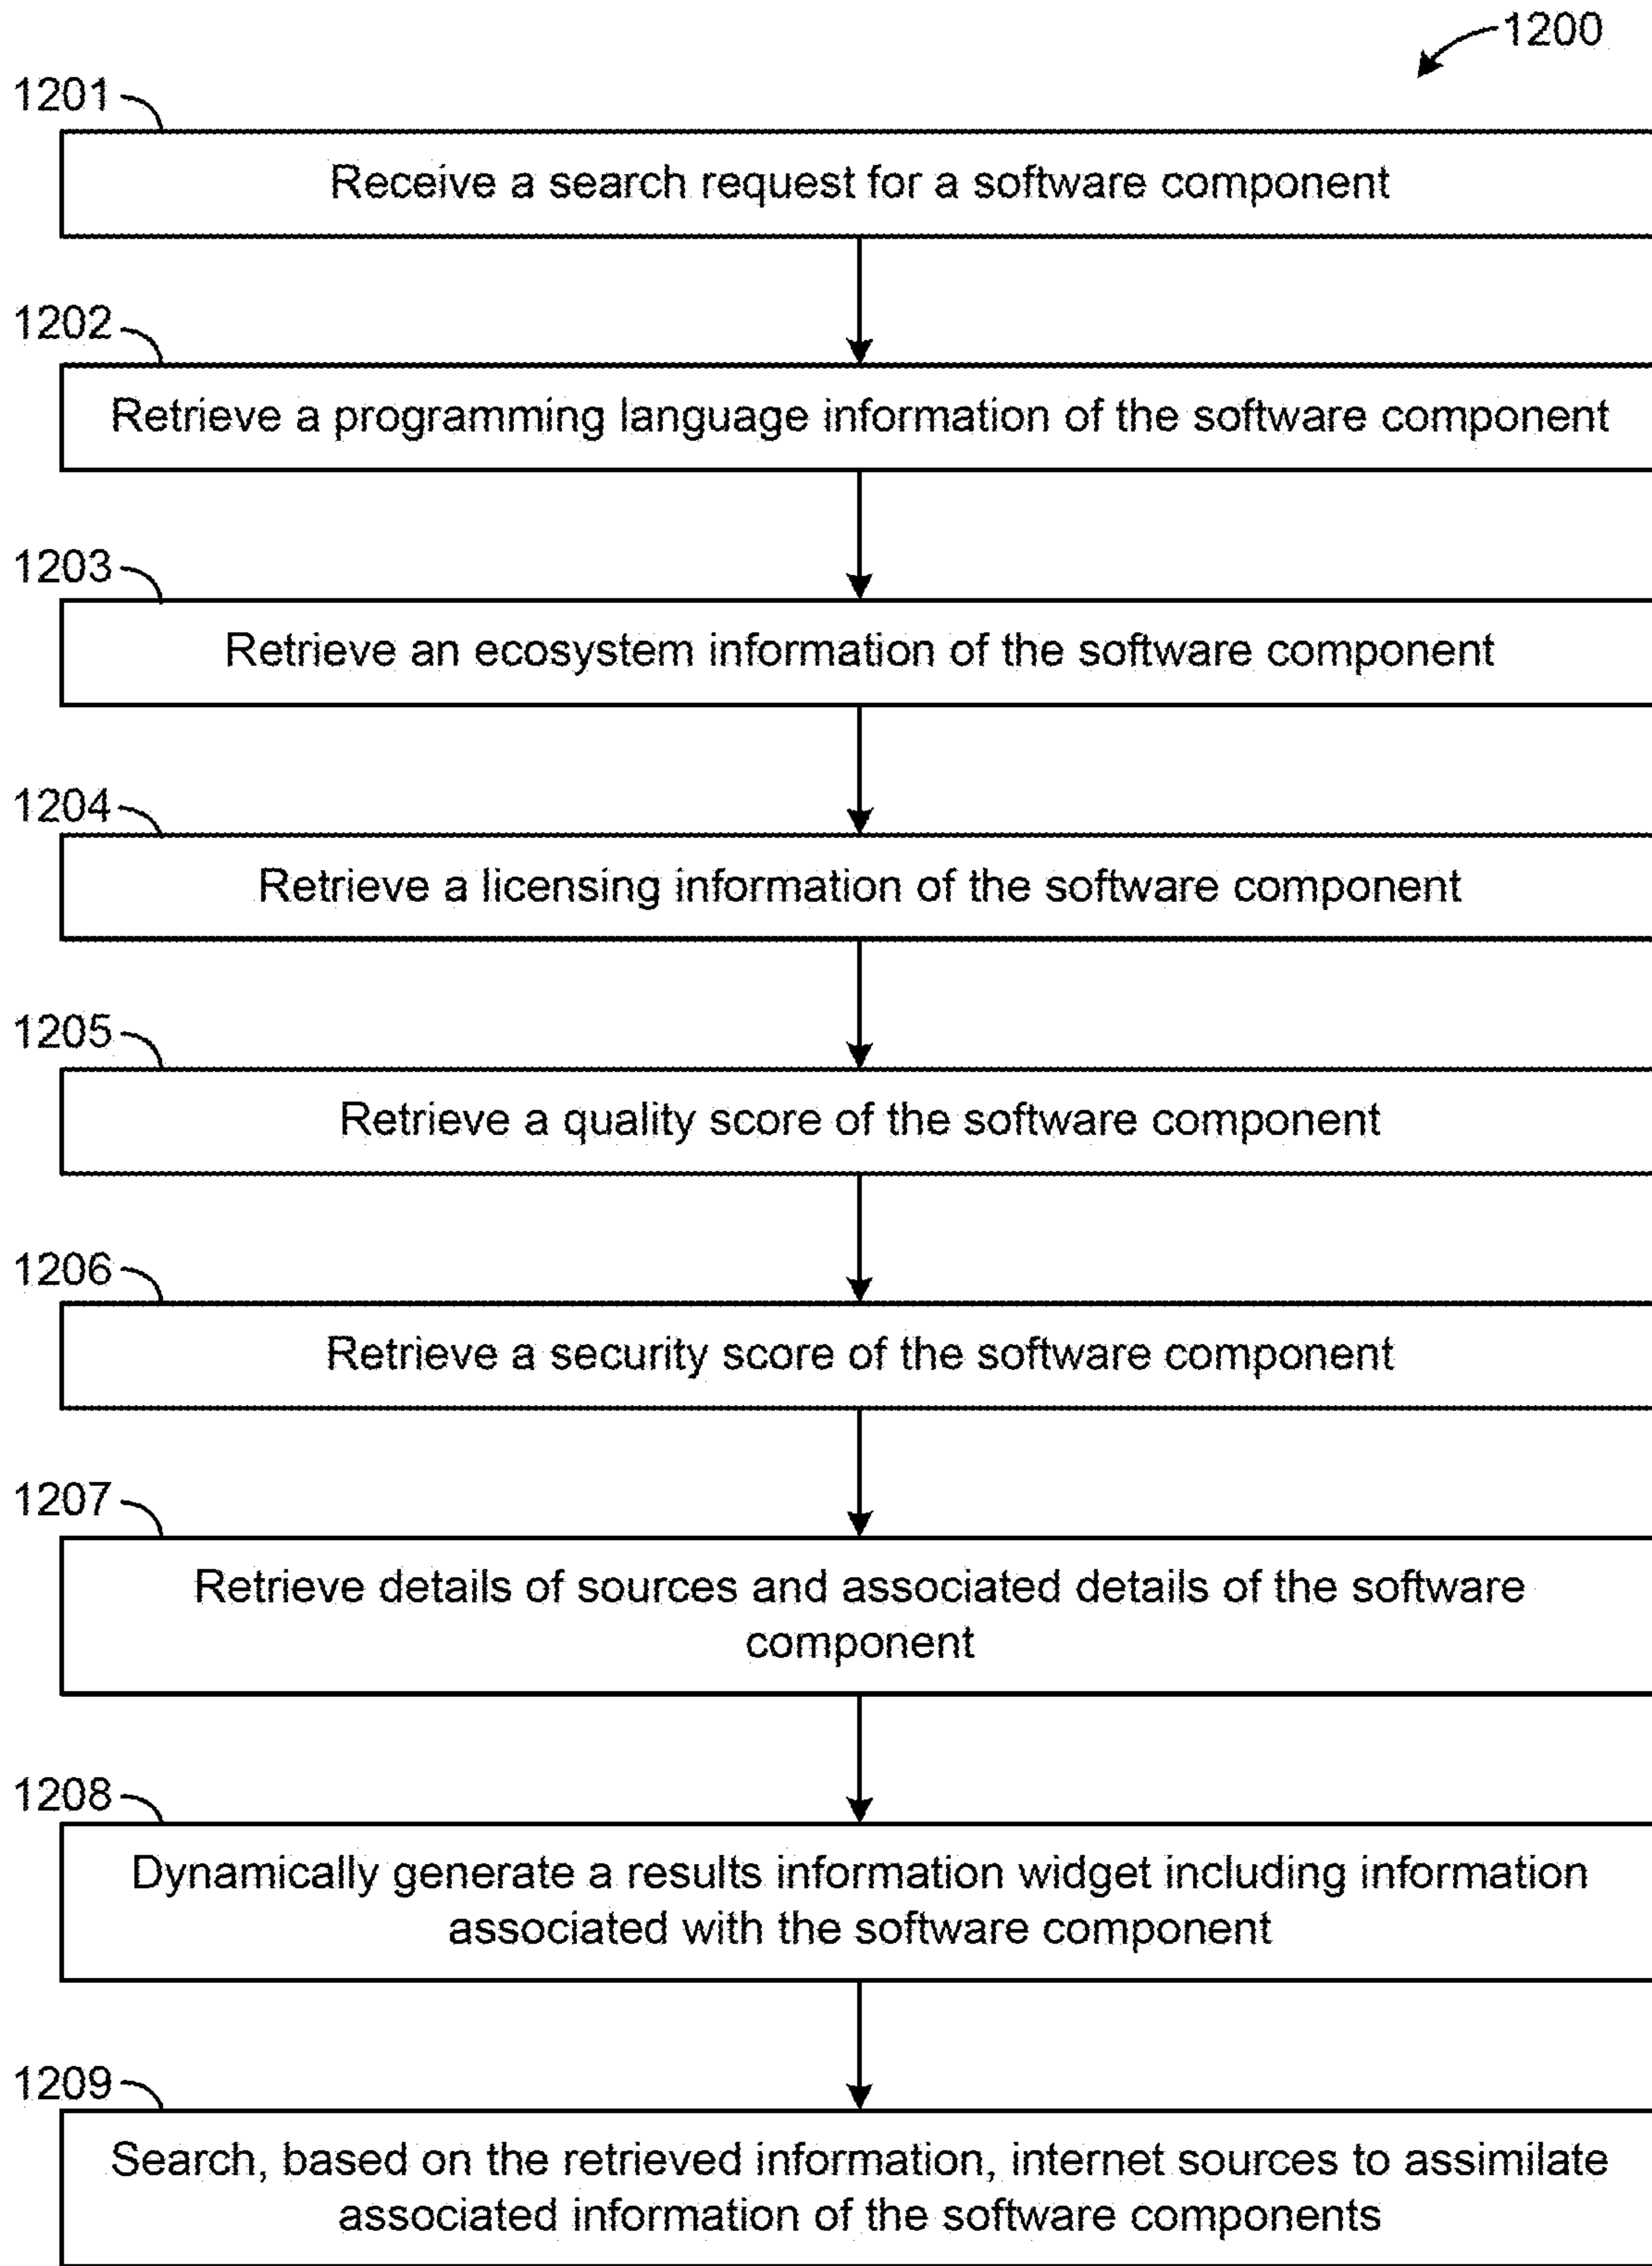 1200
1201
Receive a search request for a software component
1202
Retrieve a programming language information of the software component
1203
Retrieve an ecosystem information of the software component
1204
Retrieve a licensing information of the software component
1205
Retrieve a quality score of the software component
1206
Retrieve a security score of the software component
1207
Retrieve details of sources and associated details of the software
component
1208
Dynamically generate a results information widget including information
associated with the software component
1209
Search, based on the retrieved information, internet sources to assimilate
associated information of the software components